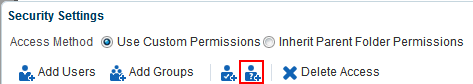 Security Settings
Access Method Use Custom Permissions Inherit Parent Folder Permissions
Add Users Add Groups Delete Access